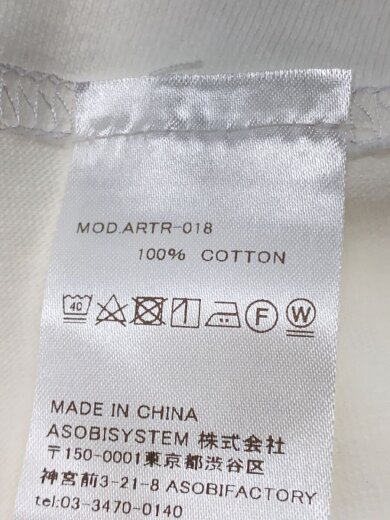 MOD.ARTR-018
100% COTTON
40 F W
MADE IN CHINA
ASOBISYSTEM 株式会社
〒150-0001東京都渋谷区
神宮前3-21-8 ASOBIFACTORY
tel:03-3470-0140